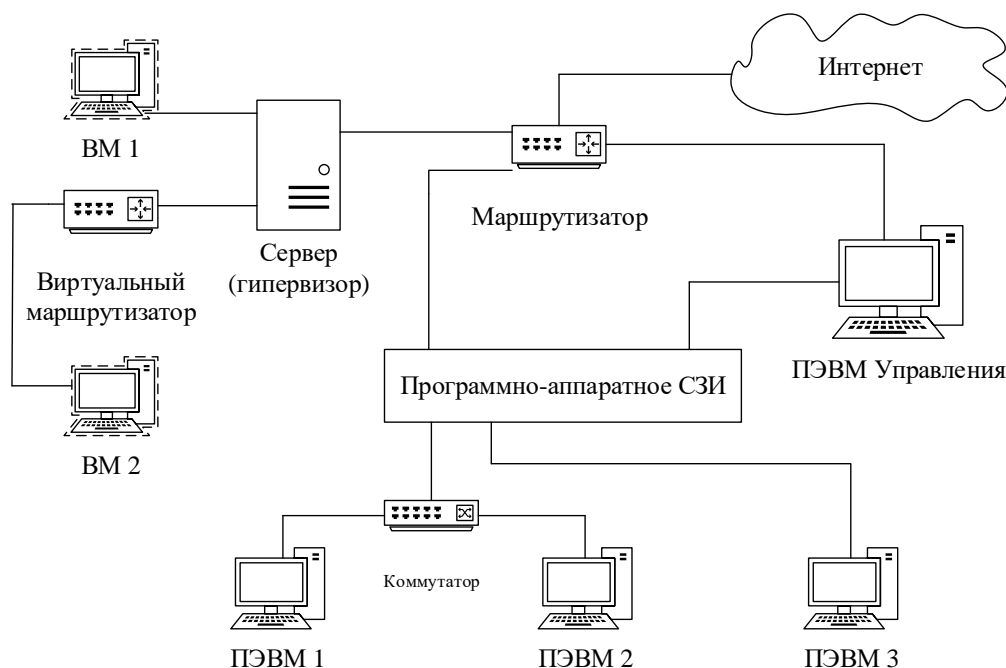 Интернет
ВМ 1
Маршрутизатор
Сервер
(гипервизор)
Виртуальный
маршрутизатор
ПЭВМ Управления
Программно-аппаратное СЗИ
ВМ 2
Коммутатор
ПЭВМ 1
ПЭВМ 2
ПЭВМ 3